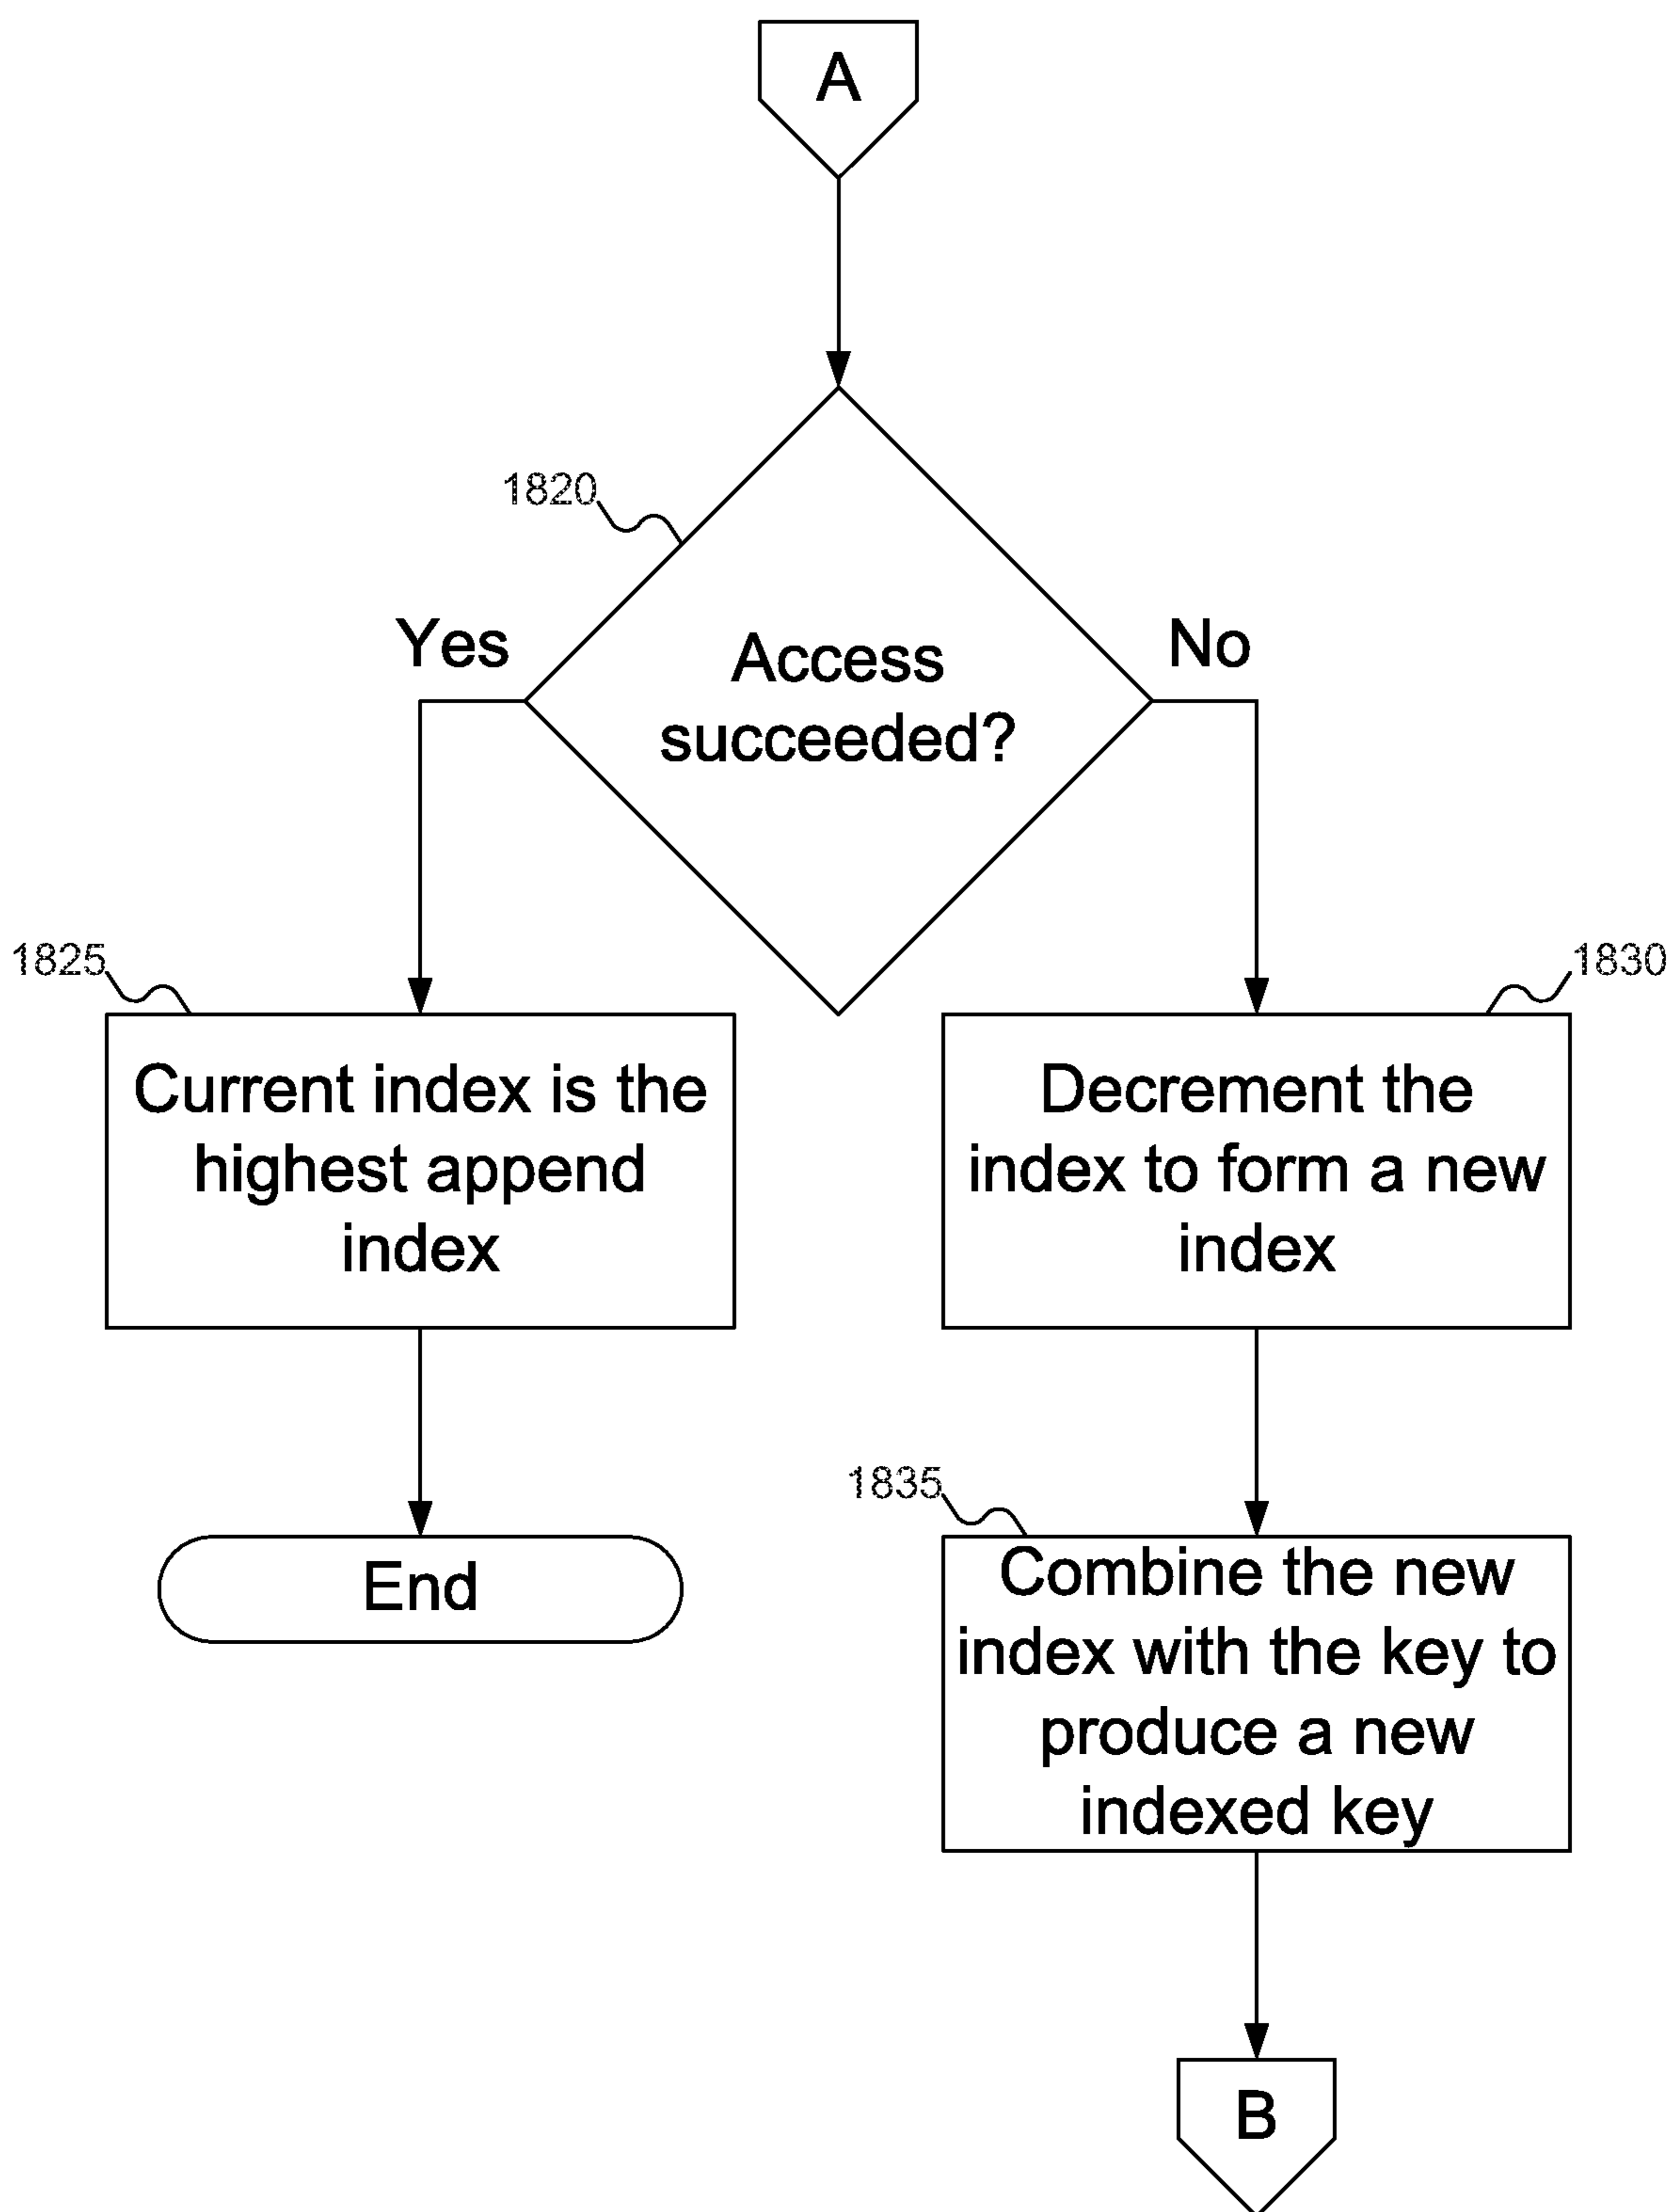 A
1820
Yes
No
Access
succeeded?
1825
1830
Current index is the
highest append
index
Decrement the
index to form a new
index
1835
End
Combine the new
index with the key to
produce a new
indexed key
B